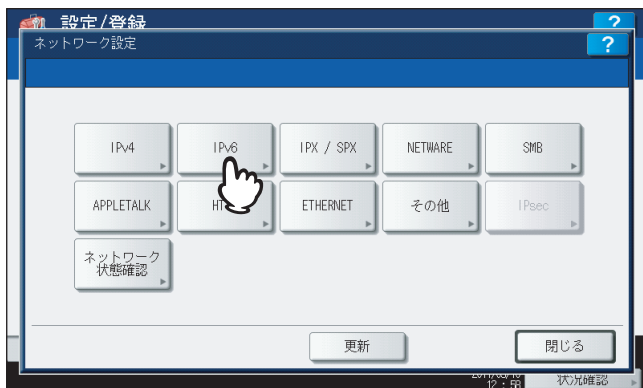 設定/登録
?
ネットワーク設定
?
IPv4
IPv6
IPX / SPX
NETWARE
SMB
APPLETALK
ETHERNET
その他
IPsec
ネットワーク
状態確認
更新
閉じる
12:58
状況確認